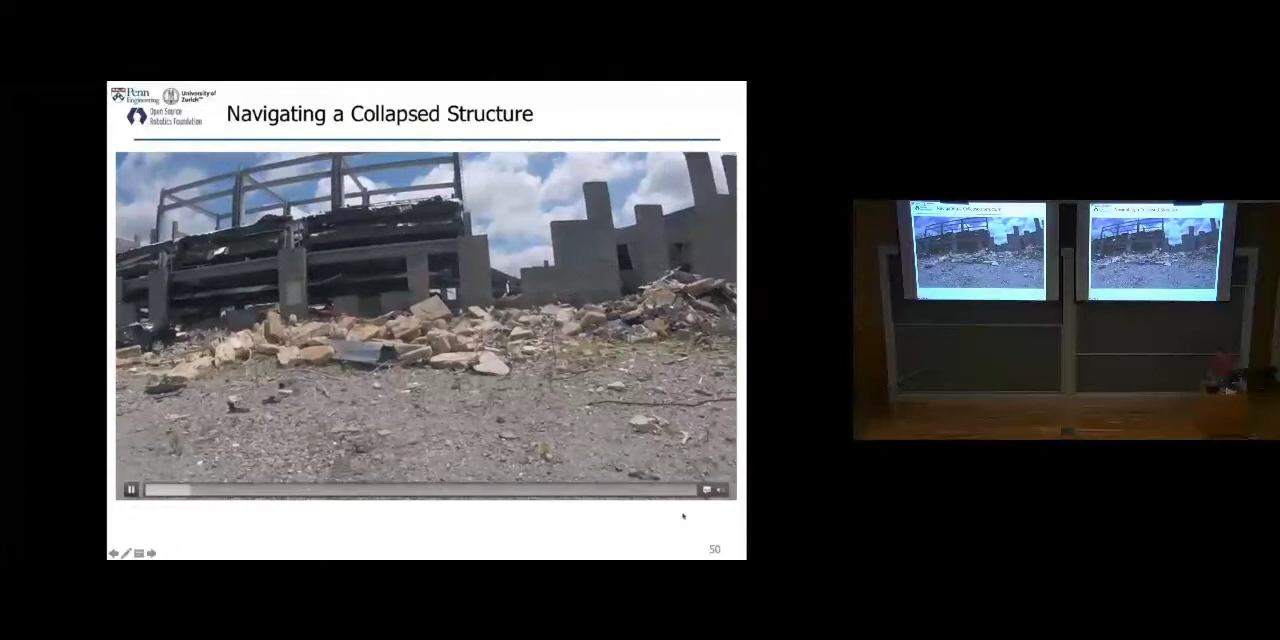 Penn
Engineering
University of
Zurich
Open Source
Robotics Foundation
Navigating a Collapsed Structure
50